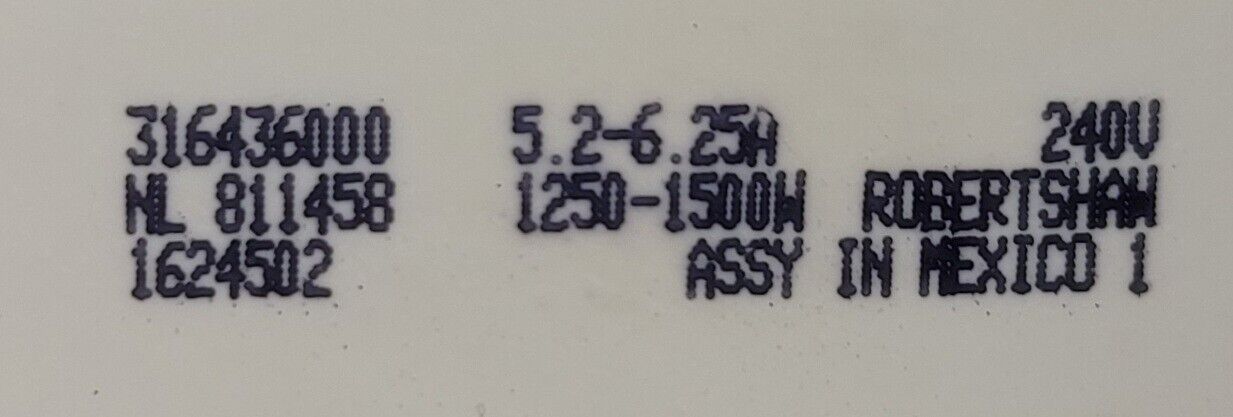 316436000 5.2-6.25A 240V
NL 811458 1250-1500W ROBERTSHAW
1624502 ASSY IN MEXICO 1